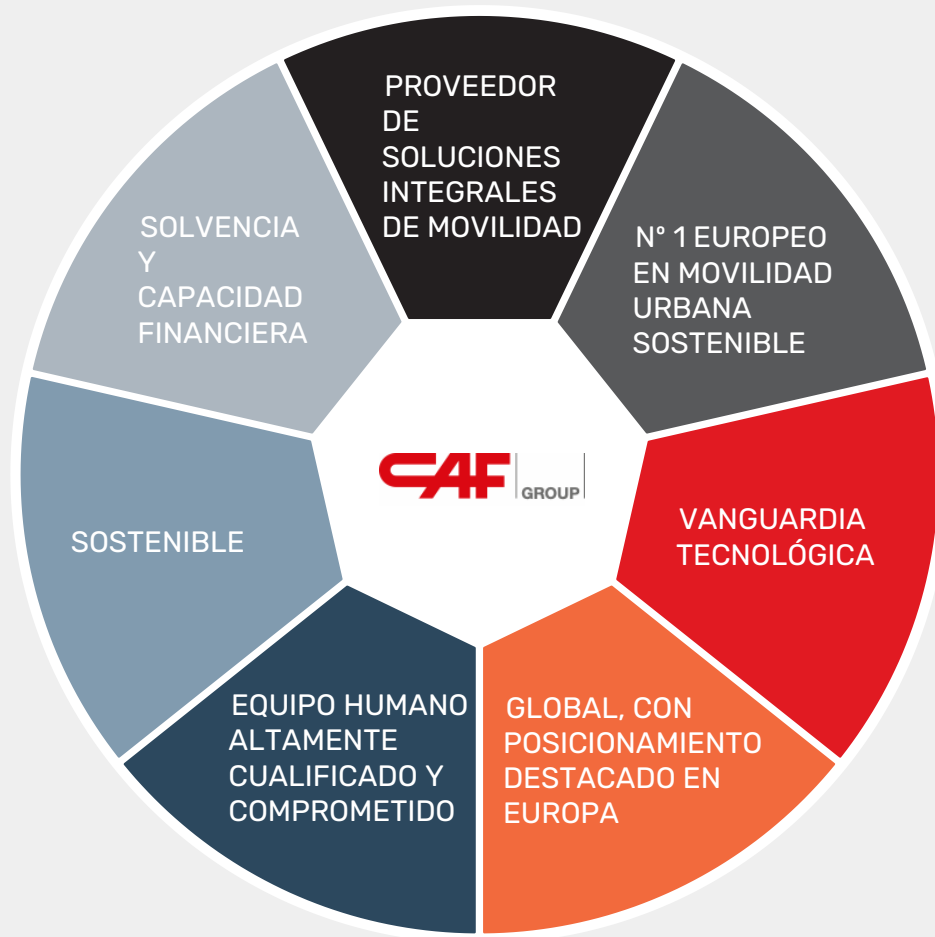 PROVEEDOR
DE
SOLUCIONES
INTEGRALES
DE MOVILIDAD
Nº 1 EUROPEO
EN MOVILIDAD
URBANA
SOSTENIBLE
VANGUARDIA
TECNOLÓGICA
GLOBAL, CON
POSICIONAMIENTO
DESTACADO EN
EUROPA
EQUIPO HUMANO
ALTAMENTE
CUALIFICADO Y
COMPROMETIDO
SOSTENIBLE
SOLVENCIA
Y
CAPACIDAD
FINANCIERA
CAF GROUP